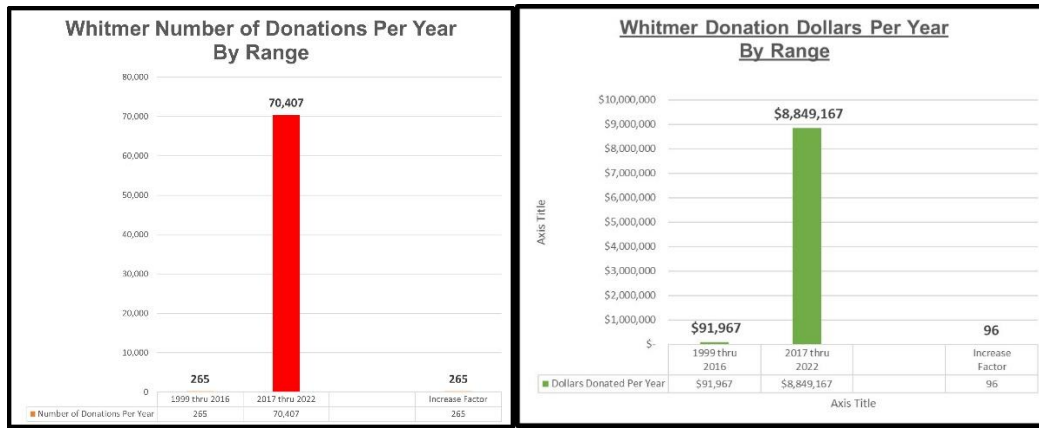 Whitmer Number of Donations Per Year
By Range
80,000
70,407
70,000
60,000
50,000
40,000
30,000
20,000
10,000
265
265
0
1999 thru 2016 2017 thru 2022 Increase Factor
Number of Donations Per Year 265 70,407 265
Whitmer Donation Dollars Per Year
By Range
$10,000,000
$8,849,167
$9,000,000
$8,000,000
$7,000,000
$6,000,000
$5,000,000
$4,000,000
$3,000,000
$2,000,000
$1,000,000
$91,967
96
$-
Axis Title
1999 thru
2016
2017 thru
2022
Increase
Factor
Dollars Donated Per Year $91,967 $8,849,167 96
Axis Title